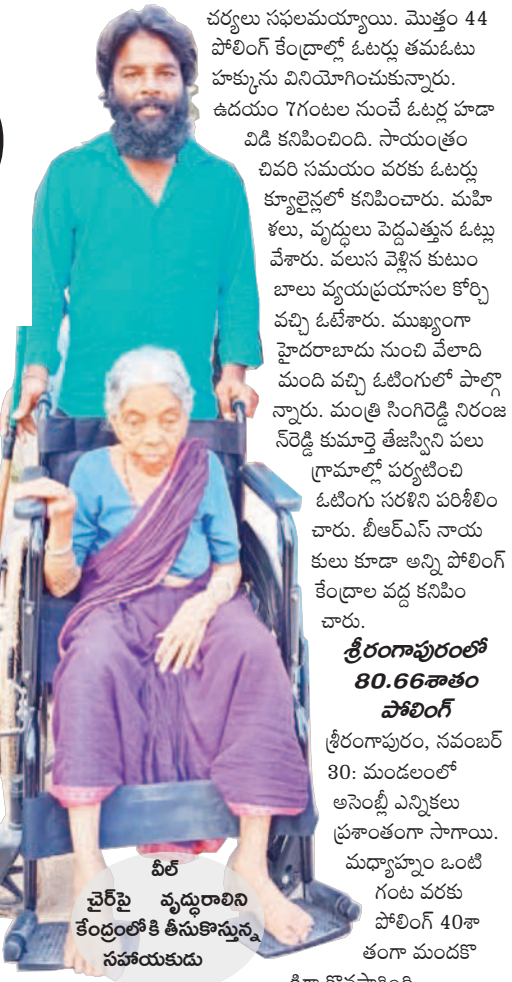 చర్యలు సఫలమయ్యాయి. మొత్తం 44
పోలింగ్ కేంద్రాల్లో ఓటర్లు తమఓటు
హక్కును వినియోగించుకున్నారు.
ఉదయం 7గంటల నుంచే ఓటర్ల హడా
విడి కనిపించింది. సాయంత్రం
చివరి సమయం వరకు ఓటర్లు
క్యూలైన్లలో కనిపించారు. మహి
ళలు, వృద్ధులు పెద్దఎత్తున ఓట్లు
వేశారు. వలుస వెళ్లిన కుటుం
బాలు వ్యయప్రయాసల కోర్చి
వచ్చి ఓటేశారు. ముఖ్యంగా
హైదరాబాదు నుంచి వేలాది
మంది వచ్చి ఓటింగులో పాల్గొ
న్నారు. మంత్రి సింగిరెడ్డి నిరంజ
న్‌రెడ్డి కుమార్తె తేజస్విని పలు
గ్రామాల్లో పర్యటించి
ఓటింగు సరళిని పరిశీలిం
చారు. బీఆర్ఎస్ నాయ
కులు కూడా అన్ని పోలింగ్
కేంద్రాల వద్ద కనిపిం
చారు.
శ్రీరంగాపురంలో
80.66శాతం
పోలింగ్
శ్రీరంగాపురం, నవంబర్
30: మండలంలో
అసెంబ్లీ ఎన్నికలు
ప్రశాంతంగా సాగాయి.
మధ్యాహ్నం ఒంటి
గంట వరకు
పోలింగ్ 40శా
తంగా మందకొ
వీల్
చైర్‌పై వృద్ధురాలిని
కేంద్రంలోకి తీసుకొస్తున్న
సహాయకుడు